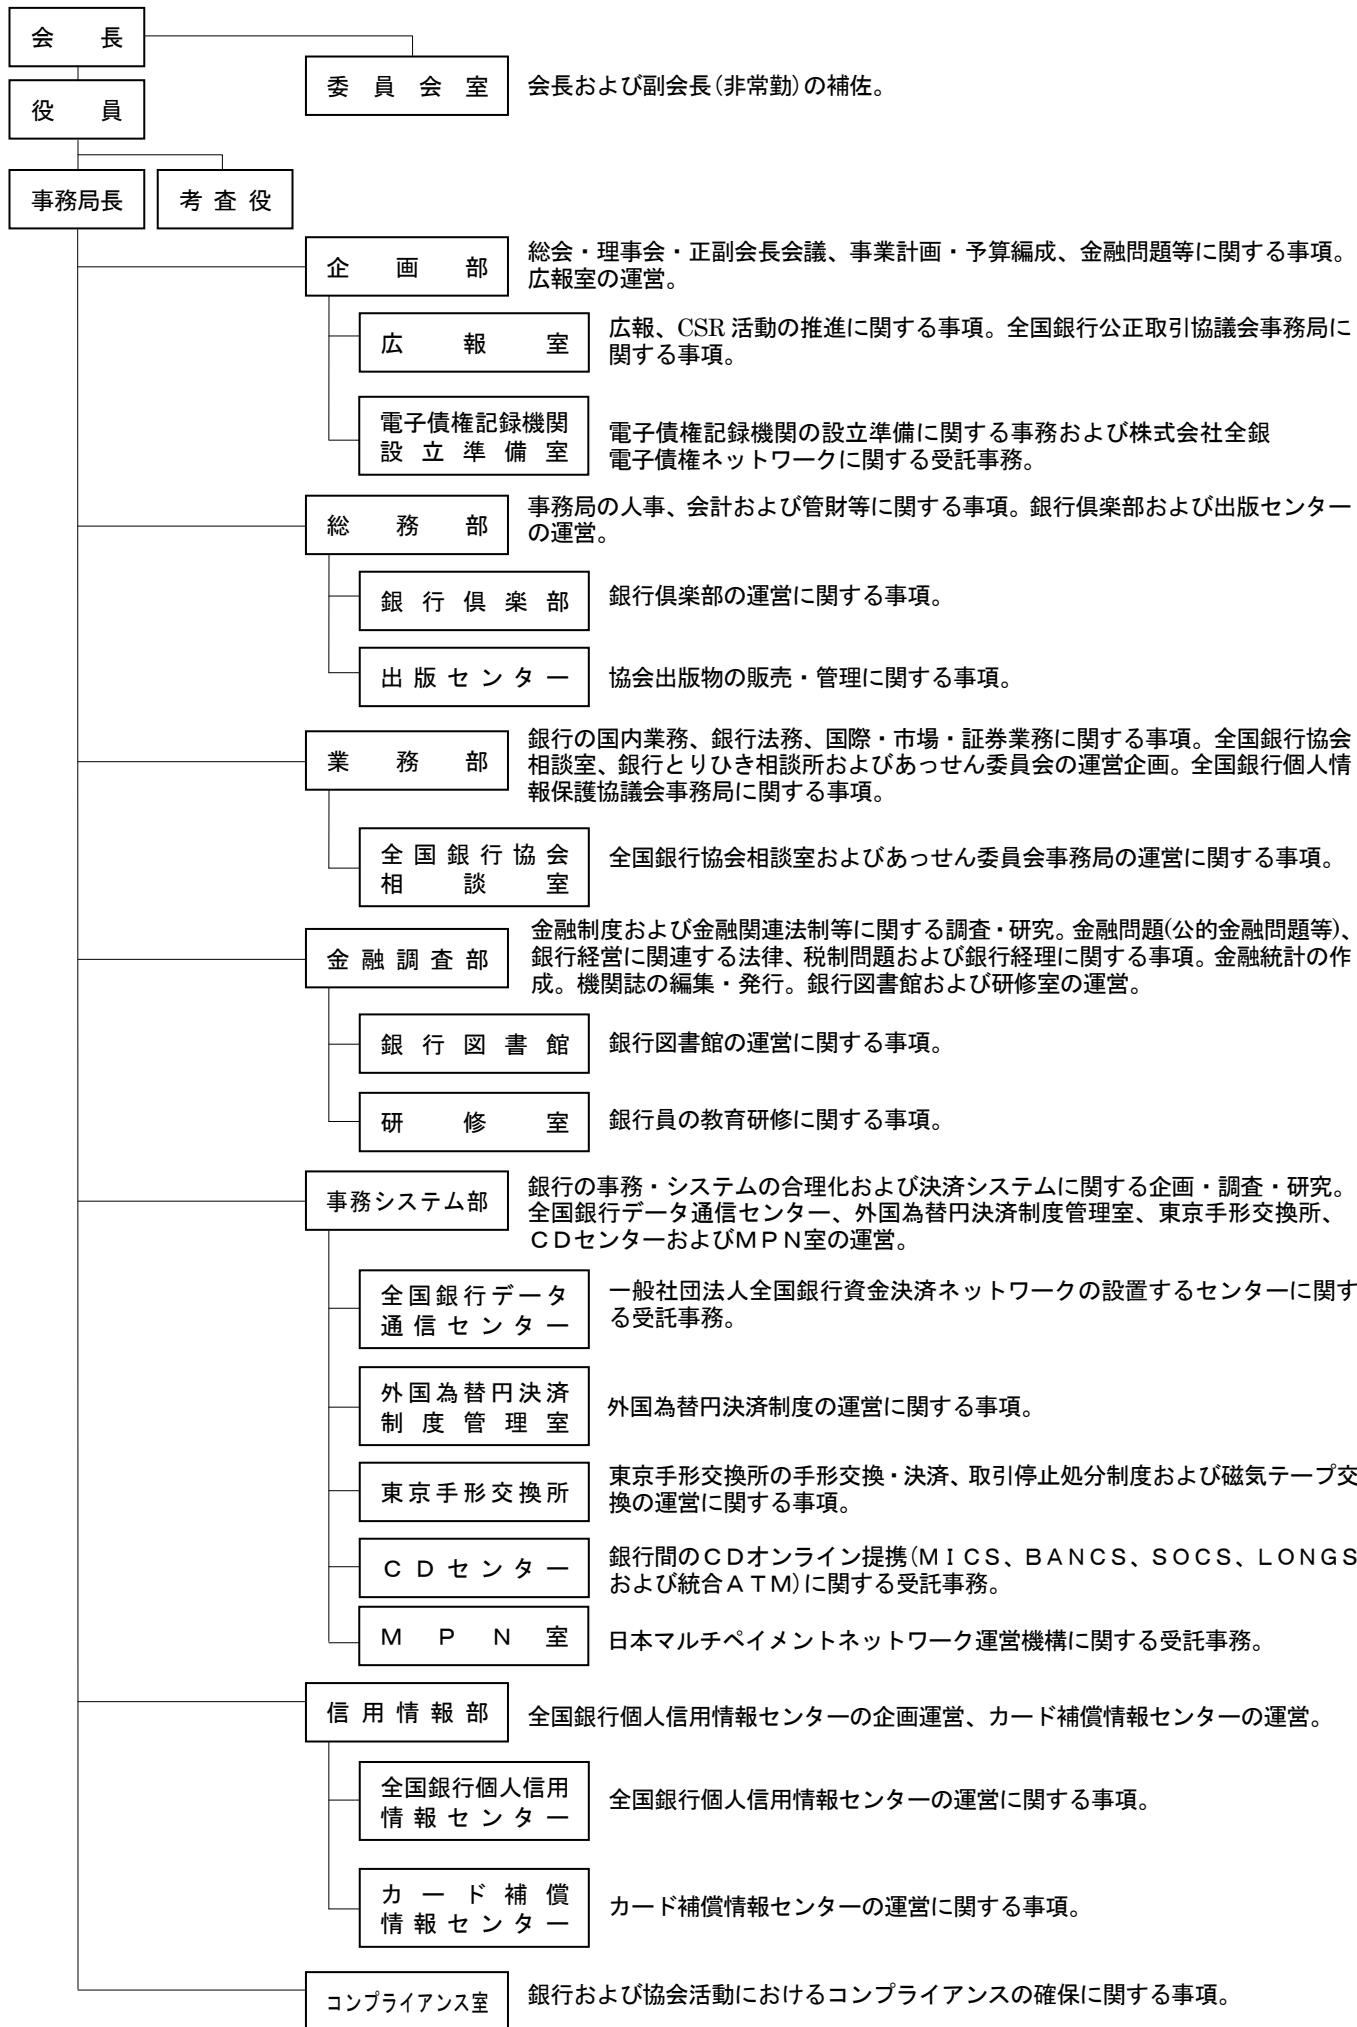 会長
委員会室
会長および副会長(非常勤)の補佐。
役員
事務局長
考査役
企画部
総会・理事会・正副会長会議、事業計画・予算編成、金融問題等に関する事項。
広報室の運営。
広報室
広報、CSR 活動の推進に関する事項。全国銀行公正取引協議会事務局に
関する事項。
電子債権記録機関
設立準備室
電子債権記録機関の設立準備に関する事務および株式会社全銀
電子債権ネットワークに関する受託事務。
総務部
事務局の人事、会計および管財等に関する事項。銀行倶楽部および出版センター
の運営。
銀行倶楽部
銀行倶楽部の運営に関する事項。
出版センター
協会出版物の販売・管理に関する事項。
業務部
銀行の国内業務、銀行法務、国際・市場・証券業務に関する事項。全国銀行協会
相談室、銀行とりひき相談所およびあっせん委員会の運営企画。全国銀行個人情
報保護協議会事務局に関する事項。
全国銀行協会
相談室
全国銀行協会相談室およびあっせん委員会事務局の運営に関する事項。
金融調査部
金融制度および金融関連法制等に関する調査・研究。金融問題(公的金融問題等)、
銀行経営に関連する法律、税制問題および銀行経理に関する事項。金融統計の作
成。機関誌の編集・発行。銀行図書館および研修室の運営。
銀行図書館
銀行図書館の運営に関する事項。
研修室
銀行員の教育研修に関する事項。
事務システム部
銀行の事務・システムの合理化および決済システムに関する企画・調査・研究。
全国銀行データ通信センター、外国為替円決済制度管理室、東京手形交換所、
ＣＤセンターおよびＭＰＮ室の運営。
全国銀行データ
通信センター
一般社団法人全国銀行資金決済ネットワークの設置するセンターに関す
る受託事務。
外国為替円決済
制度管理室
外国為替円決済制度の運営に関する事項。
東京手形交換所
東京手形交換所の手形交換・決済、取引停止処分制度および磁気テープ交
換の運営に関する事項。
ＣＤセンター
銀行間のＣＤオンライン提携(ＭＩＣＳ、ＢＡＮＣＳ、ＳＯＣＳ、ＬＯＮＧＳ
および統合ＡＴＭ)に関する受託事務。
ＭＰＮ室
日本マルチペイメントネットワーク運営機構に関する受託事務。
信用情報部
全国銀行個人信用情報センターの企画運営、カード補償情報センターの運営。
全国銀行個人信用
情報センター
全国銀行個人信用情報センターの運営に関する事項。
カード補償
情報センター
カード補償情報センターの運営に関する事項。
コンプライアンス室
銀行および協会活動におけるコンプライアンスの確保に関する事項。